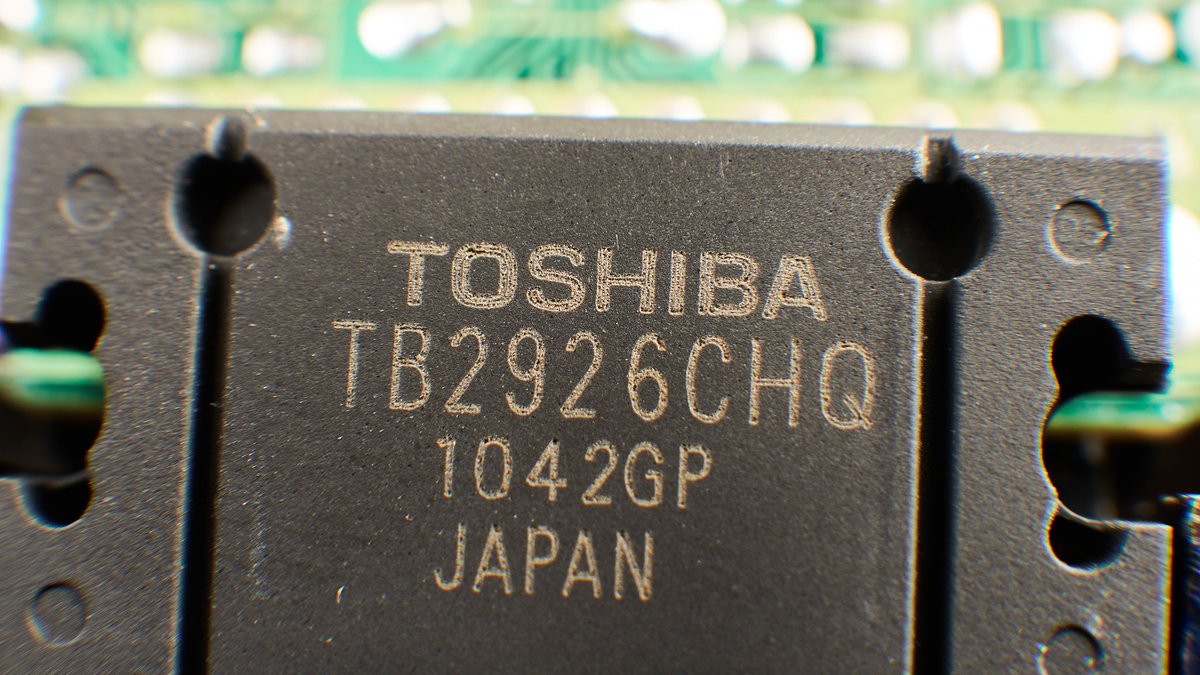 TOSHIBA
TB2926CHQ
1042GP
JAPAN